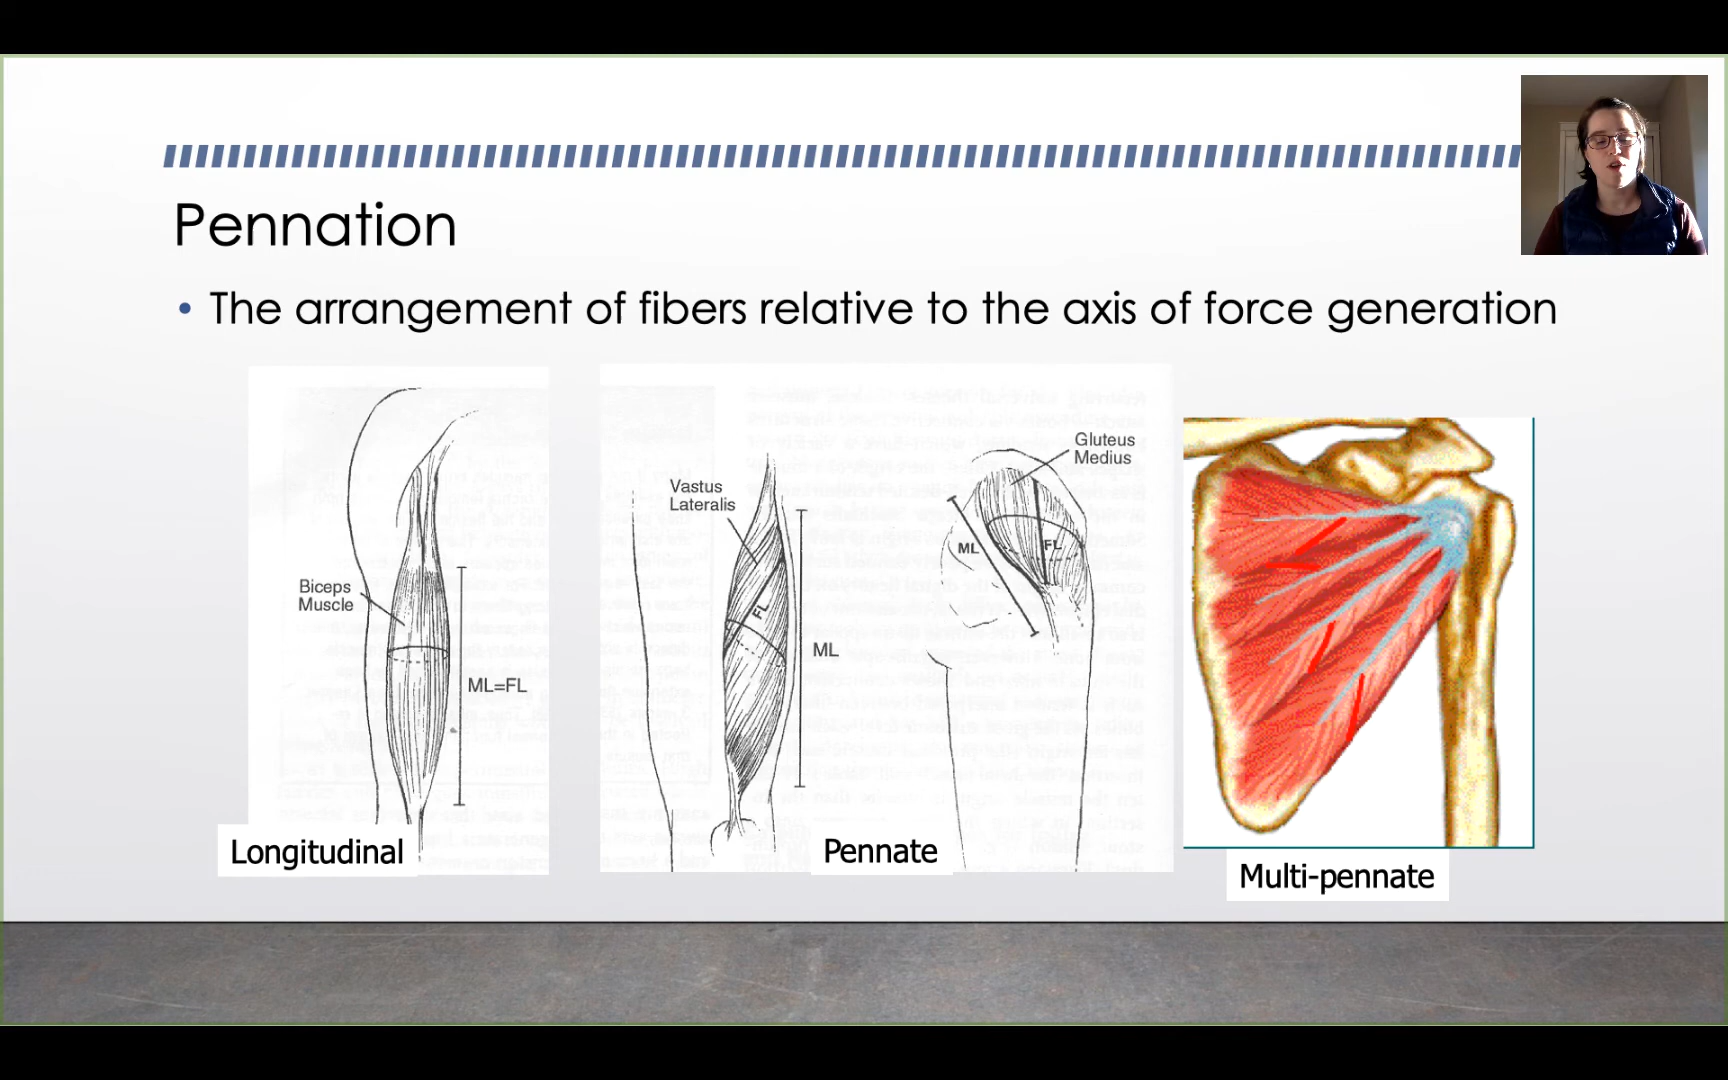 Pennation
• The arrangement of fibers relative to the axis of force generation
Biceps
Muscle
ML=FL
Longitudinal
Vastus
Lateralis
FL
ML
Gluteus
Medius
ML
FL
Pennate
Multi-pennate